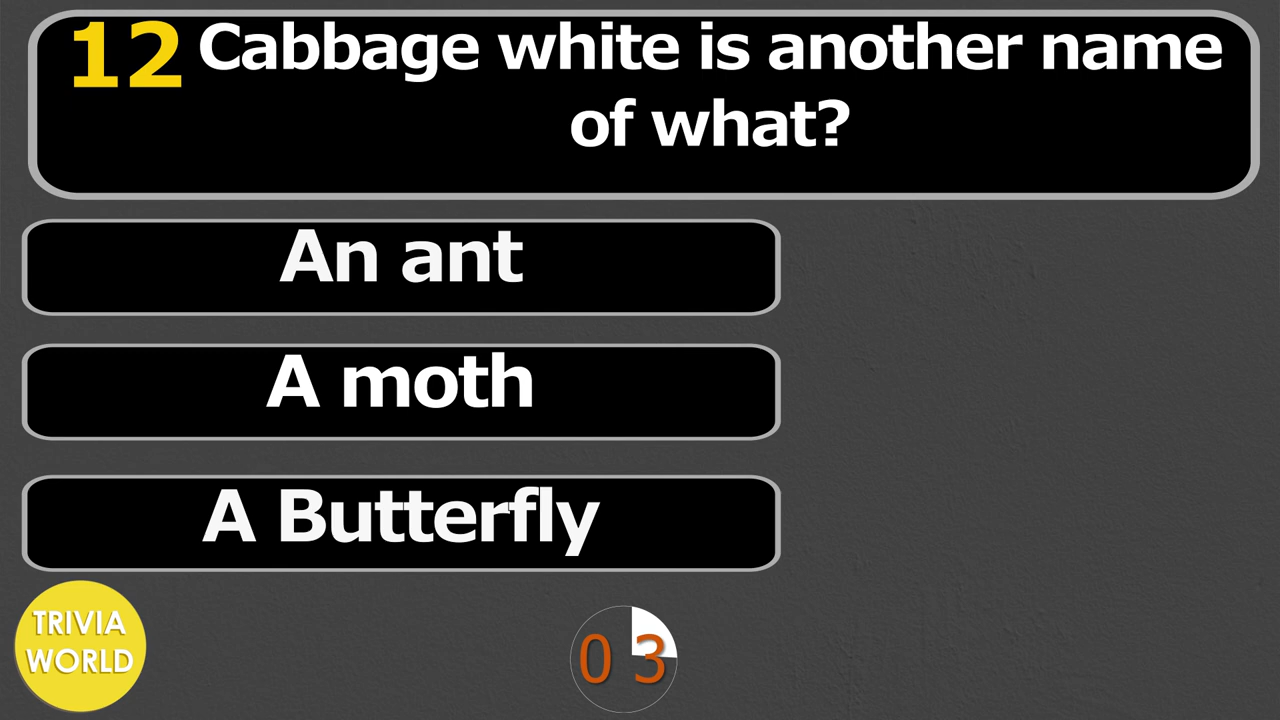 12 Cabbage white is another name
of what?
An ant
A moth
A Butterfly
TRIVIA
WORLD
03